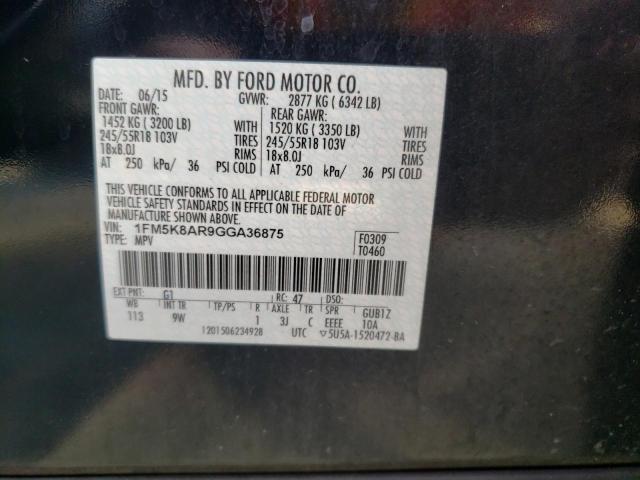 MFD. BY FORD MOTOR CO.
DATE: 06/15 GVWR: 2877 KG ( 6342 LB)
FRONT GAWR: REAR GAWR:
1452 KG ( 3200 LB) WITH 1520 KG ( 3350 LB) WITH
245/55R18 103V TIRES 245/55R18 103V TIRES
18x8.0J RIMS 18x8.0J RIMS
AT 250 kPa/ 36 PSI COLD AT 250 kPa/ 36 PSI COLD
THIS VEHICLE CONFORMS TO ALL APPLICABLE FEDERAL MOTOR
VEHICLE SAFETY STANDARDS IN EFFECT ON THE DATE OF
MANUFACTURE SHOWN ABOVE.
VIN: 1FM5K8AR9GGA36875 F0309
TYPE: MPV T0460
EXT PNT: G1 RC: 47 DSO:
WB INT TR TP/PS R AXLE TR SPR GUB1Z
113 9W 1 3J C EEEE 10A
1201506234928 UTC ▽5U5A-1520472-BA